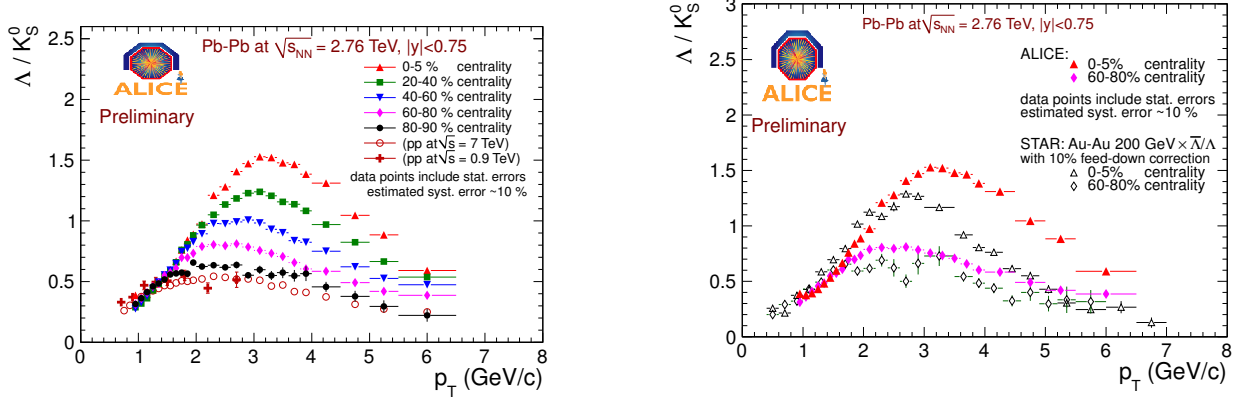 Λ / K⁰_S
Pb-Pb at √s_NN = 2.76 TeV, |y|<0.75
ALICE
Preliminary
0-5 % centrality
20-40 % centrality
40-60 % centrality
60-80 % centrality
80-90 % centrality
(pp at √s = 7 TeV)
(pp at √s = 0.9 TeV)
data points include stat. errors
estimated syst. error ~10 %
2.5
2
1.5
1
0.5
0
0 1 2 3 4 5 6 7 8
p_T (GeV/c)
Λ / K⁰_S
Pb-Pb at √s_NN = 2.76 TeV, |y|<0.75
ALICE
Preliminary
ALICE:
0-5% centrality
60-80% centrality
data points include stat. errors
estimated syst. error ~10 %
STAR: Au-Au 200 GeV × Λ̅/Λ
with 10% feed-down correction
0-5% centrality
60-80% centrality
3
2.5
2
1.5
1
0.5
0
0 1 2 3 4 5 6 7 8
p_T (GeV/c)